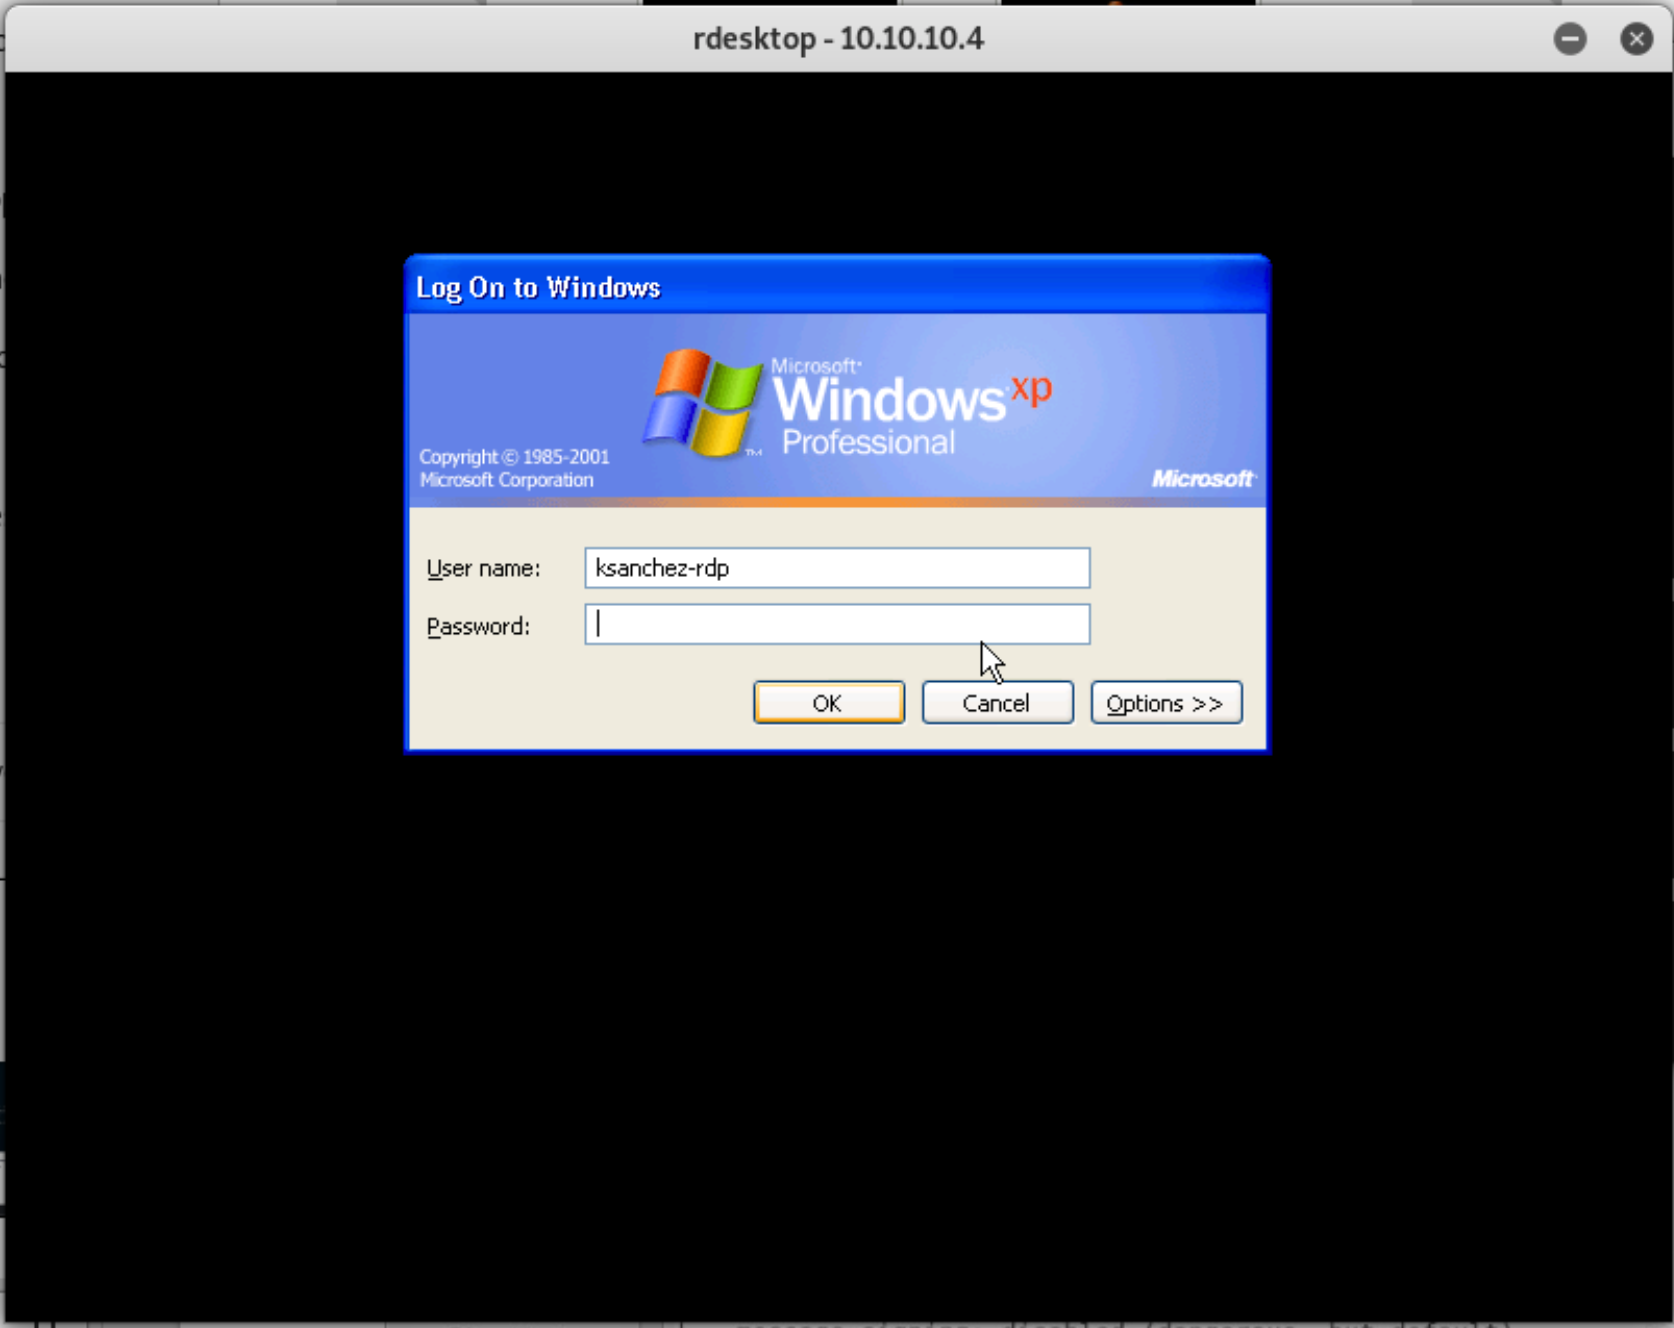 rdesktop - 10.10.10.4
Log On to Windows
Microsoft
Windows xp
Professional
TM
Copyright © 1985-2001
Microsoft Corporation
Microsoft
User name: ksanchez-rdp
Password:
OK Cancel Options >>